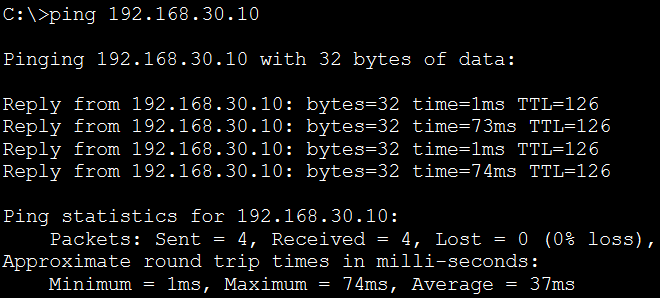 C:\>ping 192.168.30.10
Pinging 192.168.30.10 with 32 bytes of data:
Reply from 192.168.30.10: bytes=32 time=1ms TTL=126
Reply from 192.168.30.10: bytes=32 time=73ms TTL=126
Reply from 192.168.30.10: bytes=32 time=1ms TTL=126
Reply from 192.168.30.10: bytes=32 time=74ms TTL=126
Ping statistics for 192.168.30.10:
    Packets: Sent = 4, Received = 4, Lost = 0 (0% loss),
Approximate round trip times in milli-seconds:
    Minimum = 1ms, Maximum = 74ms, Average = 37ms